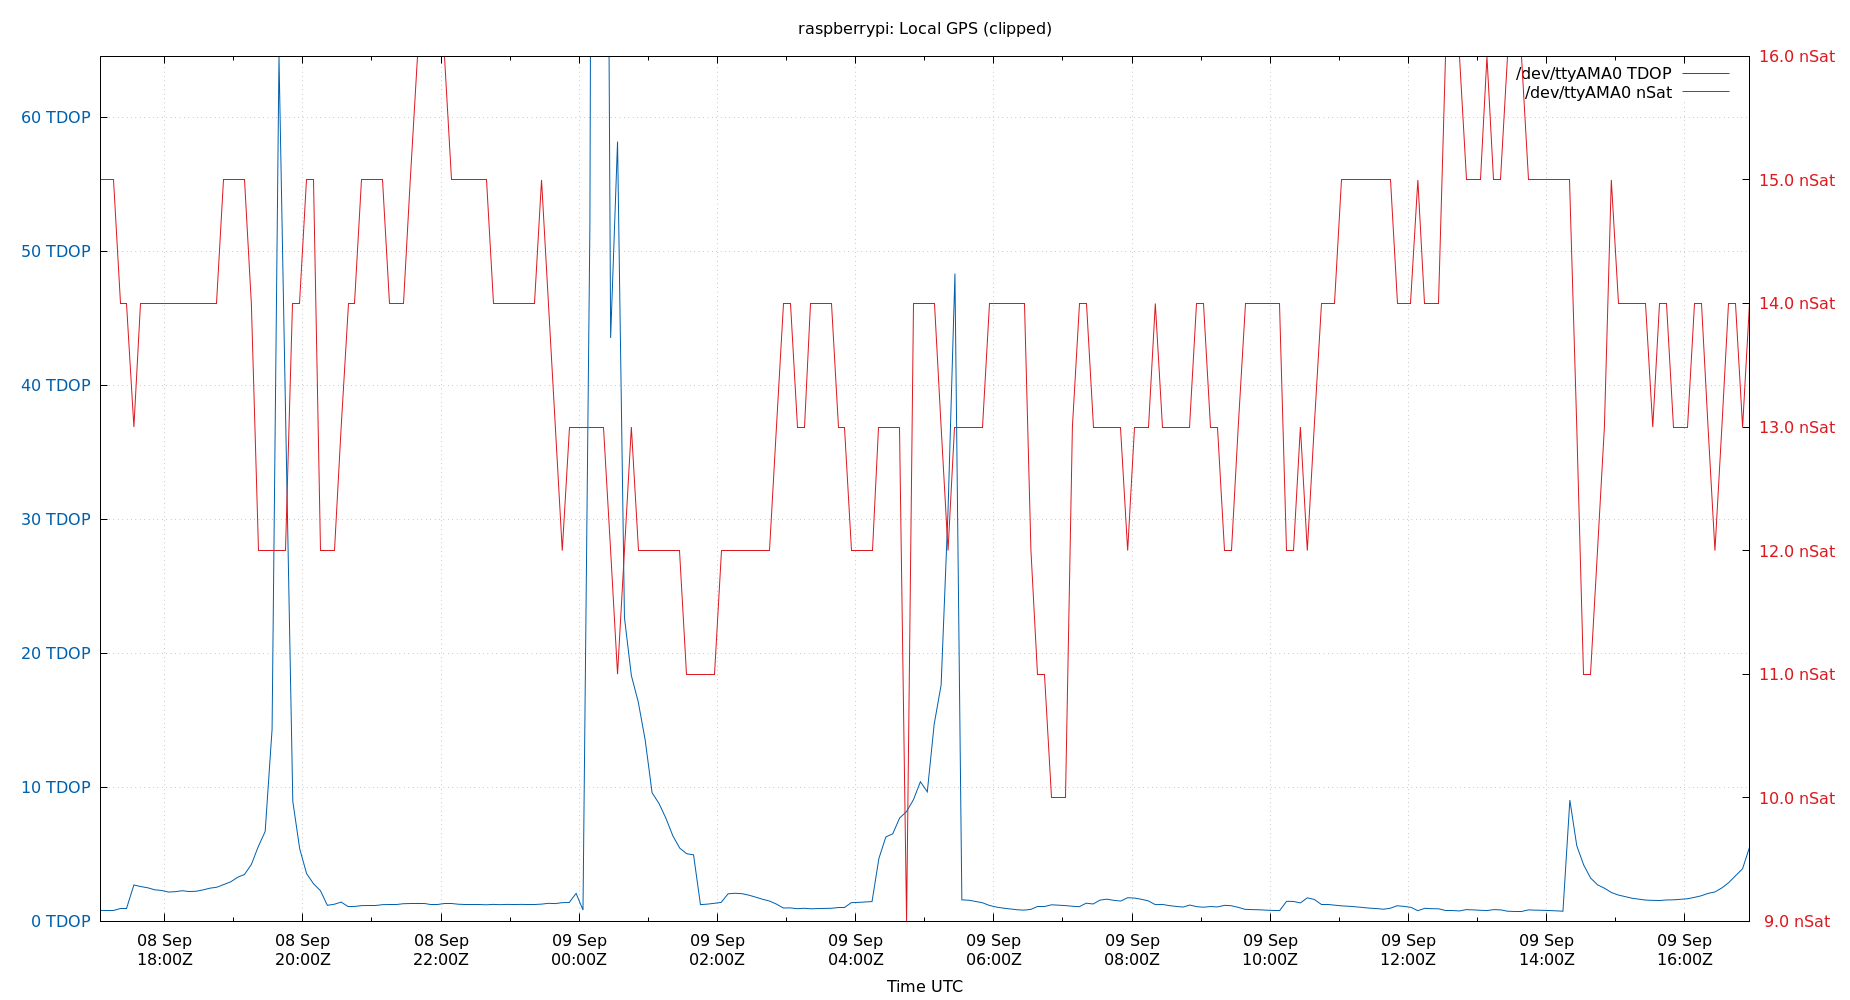 raspberrypi: Local GPS (clipped)
16.0 nSat
/dev/ttyAMA0 TDOP
/dev/ttyAMA0 nSat
60 TDOP
15.0 nSat
50 TDOP
14.0 nSat
40 TDOP
13.0 nSat
30 TDOP
12.0 nSat
20 TDOP
11.0 nSat
10 TDOP
10.0 nSat
0 TDOP
9.0 nSat
08 Sep 08 Sep 08 Sep 09 Sep 09 Sep 09 Sep 09 Sep 09 Sep 09 Sep 09 Sep 09 Sep 09 Sep
18:00Z 20:00Z 22:00Z 00:00Z 02:00Z 04:00Z 06:00Z 08:00Z 10:00Z 12:00Z 14:00Z 16:00Z
Time UTC